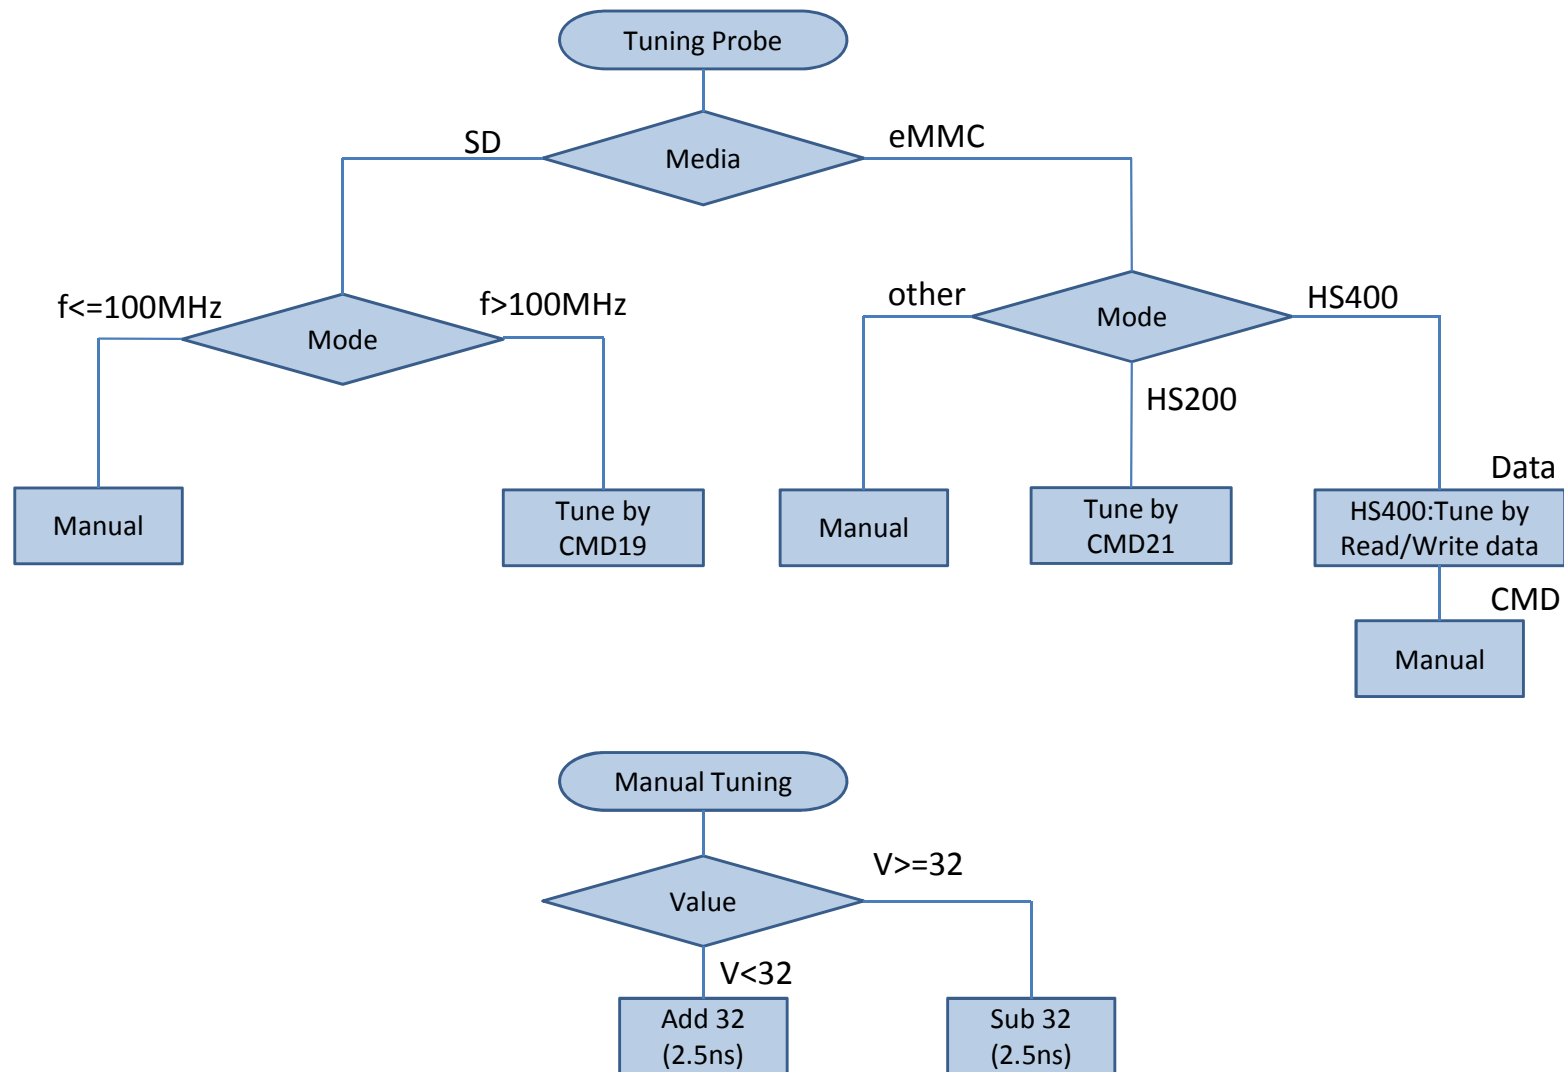 Tuning Probe
SD
eMMC
Media
f<=100MHz
f>100MHz
other
HS400
Mode
Mode
HS200
Data
Manual
Tune by
CMD19
Manual
Tune by
CMD21
HS400:Tune by
Read/Write data
CMD
Manual
Manual Tuning
V>=32
Value
V<32
Add 32
(2.5ns)
Sub 32
(2.5ns)